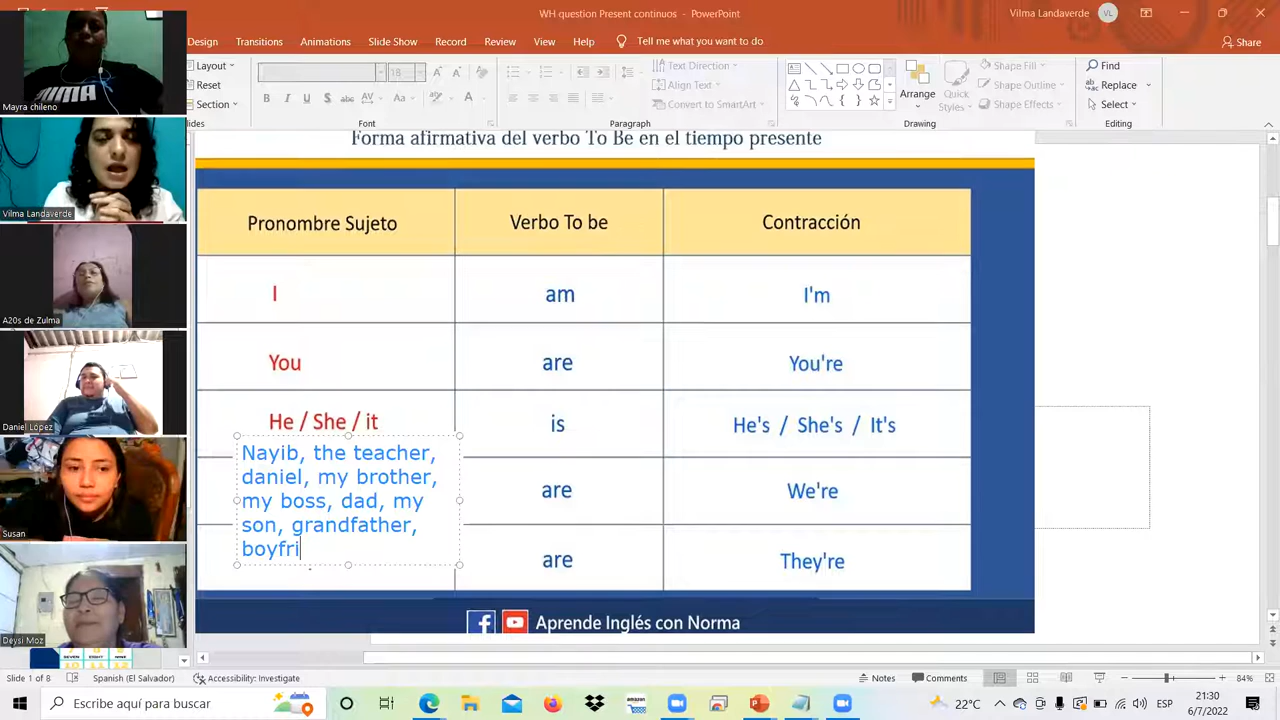 WH question Present continuos - PowerPoint
Vilma Landaverde
VL
Design Transitions Animations Slide Show Record Review View Help Tell me what you want to do
Share
Layout
Reset
Section
lides
18
Font
Text Direction
Align Text
Convert to SmartArt
Paragraph
Arrange
Quick
Styles
Shape Fill
Shape Outline
Shape Effects
Drawing
Find
Replace
Select
Editing
Mayra chileno
Vilma Landaverde
A20s de Zulma
Daniel López
Susan
Deysi Moz
PUMA
Forma afirmativa del verbo To Be en el tiempo presente
Pronombre Sujeto Verbo To be Contracción
I am I'm
You are You're
He / She / it is He's / She's / It's
are We're
are They're
Nayib, the teacher,
daniel, my brother,
my boss, dad, my
son, grandfather,
boyfri
Aprende Inglés con Norma
Slide 1 of 8
Spanish (El Salvador)
Accessibility: Investigate
Notes
Comments
84%
Escribe aquí para buscar
amazon
22°C
ESP
21:30
6/7/2022